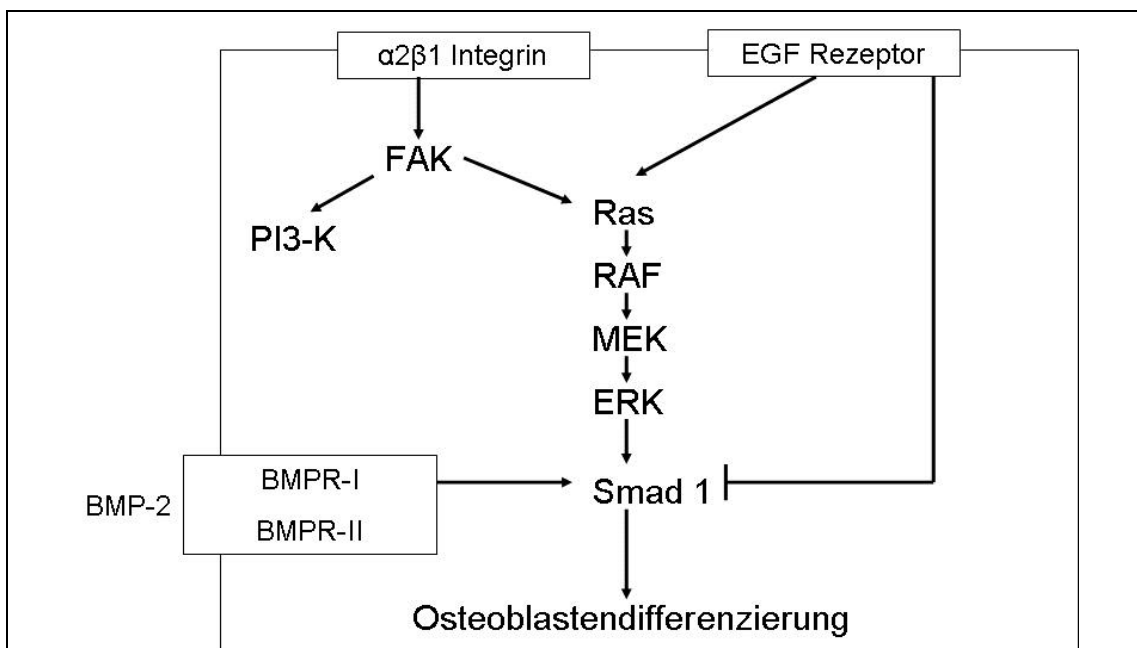 α2β1 Integrin
EGF Rezeptor
FAK
PI3-K
Ras
RAF
MEK
ERK
BMP-2
BMPR-I
BMPR-II
Smad 1
Osteoblastendifferenzierung